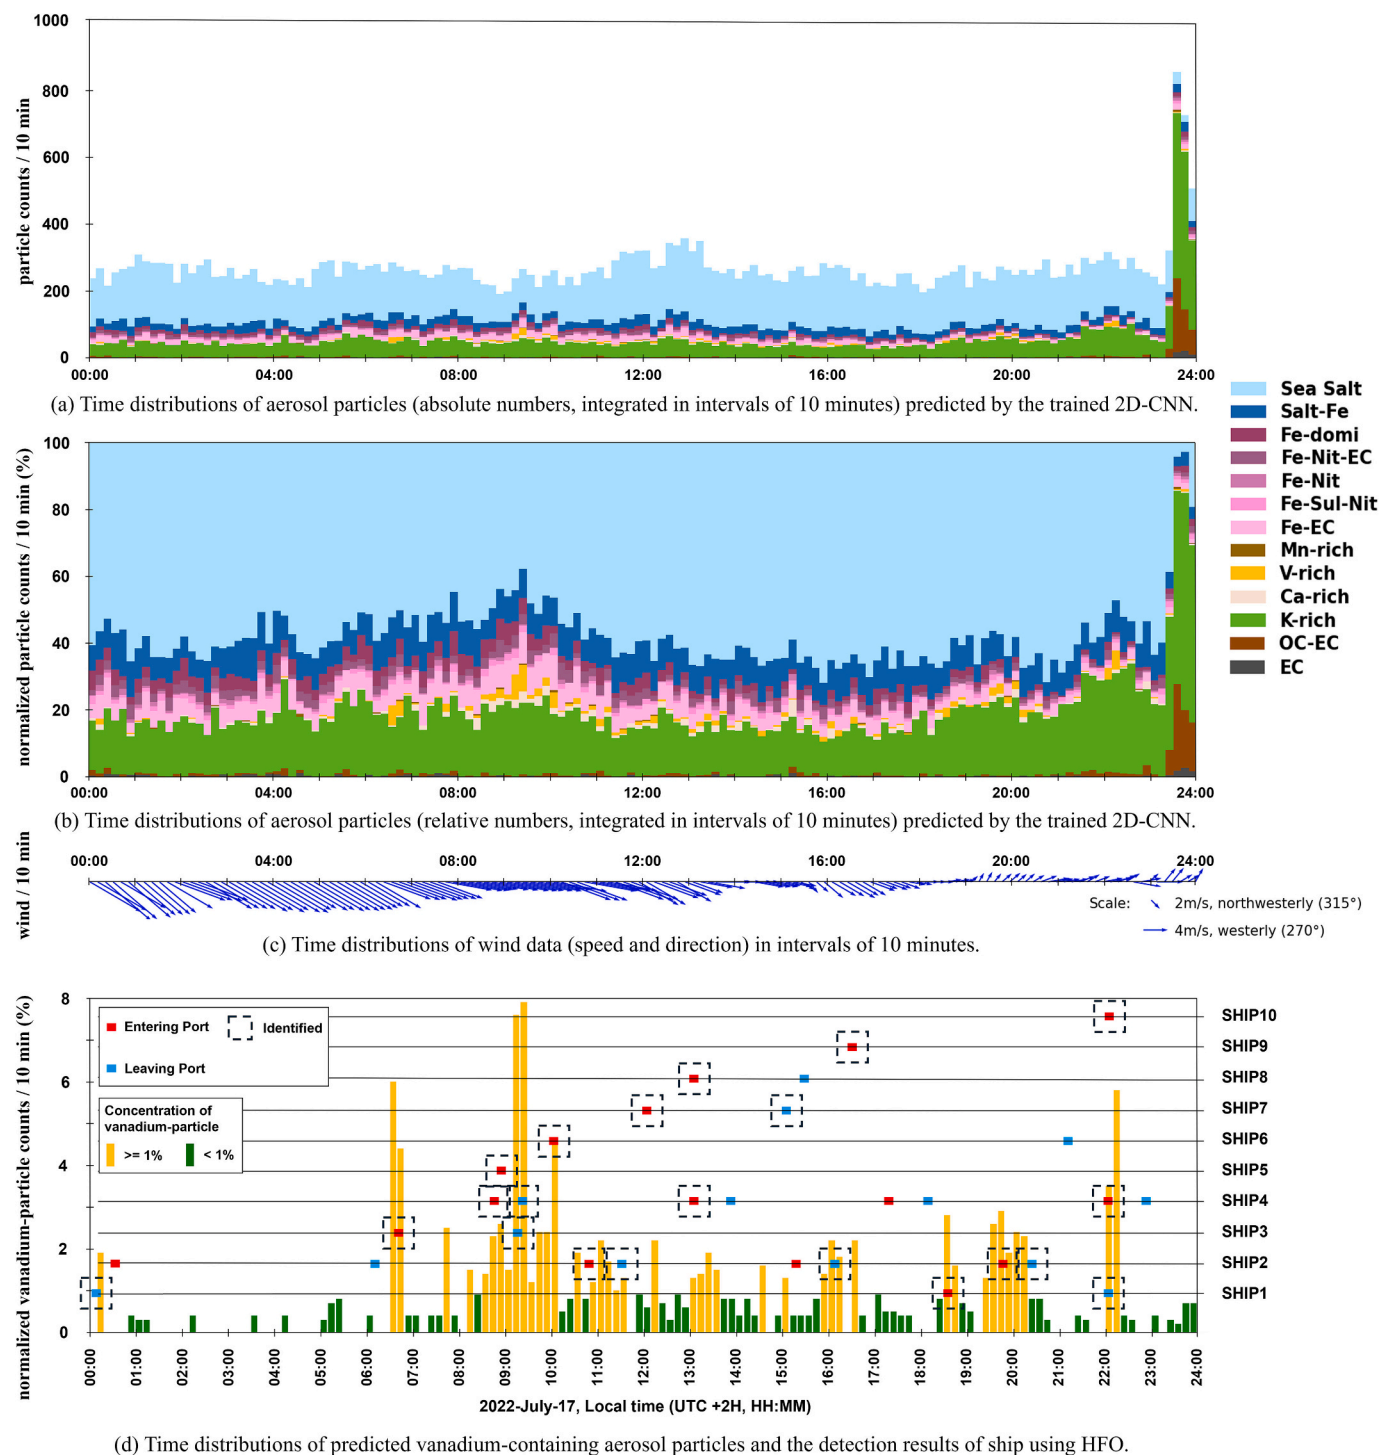 1000
800
600
400
200
0
particle counts / 10 min
00:00 04:00 08:00 12:00 16:00 20:00 24:00
(a) Time distributions of aerosol particles (absolute numbers, integrated in intervals of 10 minutes) predicted by the trained 2D-CNN.
Sea Salt
Salt-Fe
Fe-domi
Fe-Nit-EC
Fe-Nit
Fe-Sul-Nit
Fe-EC
Mn-rich
V-rich
Ca-rich
K-rich
OC-EC
EC
100
80
60
40
20
0
normalized particle counts / 10 min (%)
00:00 04:00 08:00 12:00 16:00 20:00 24:00
(b) Time distributions of aerosol particles (relative numbers, integrated in intervals of 10 minutes) predicted by the trained 2D-CNN.
wind / 10 min
00:00 04:00 08:00 12:00 16:00 20:00 24:00
Scale: 2m/s, northwesterly (315°)
4m/s, westerly (270°)
(c) Time distributions of wind data (speed and direction) in intervals of 10 minutes.
8
6
4
2
0
normalized vanadium-particle counts / 10 min (%)
Entering Port Identified
Leaving Port
Concentration of
vanadium-particle
>= 1% < 1%
SHIP10
SHIP9
SHIP8
SHIP7
SHIP6
SHIP5
SHIP4
SHIP3
SHIP2
SHIP1
00:00 01:00 02:00 03:00 04:00 05:00 06:00 07:00 08:00 09:00 10:00 11:00 12:00 13:00 14:00 15:00 16:00 17:00 18:00 19:00 20:00 21:00 22:00 23:00 24:00
2022-July-17, Local time (UTC +2H, HH:MM)
(d) Time distributions of predicted vanadium-containing aerosol particles and the detection results of ship using HFO.